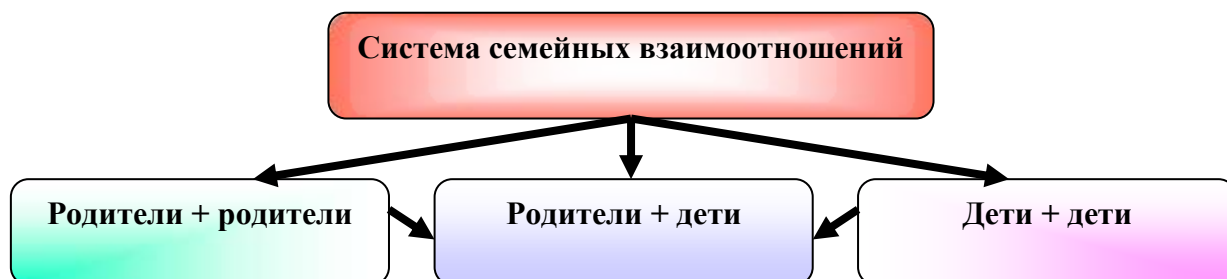 Система семейных взаимоотношений
Родители + родители
Родители + дети
Дети + дети